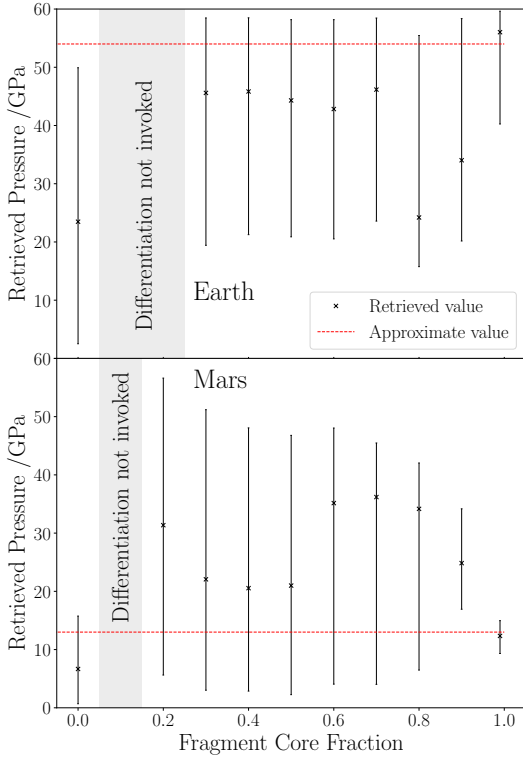 60
50
40
30
20
10
Retrieved Pressure /GPa
Differentiation not invoked
Earth
Retrieved value
Approximate value
60
50
40
30
20
10
0
Retrieved Pressure /GPa
Differentiation not invoked
Mars
0.0 0.2 0.4 0.6 0.8 1.0
Fragment Core Fraction